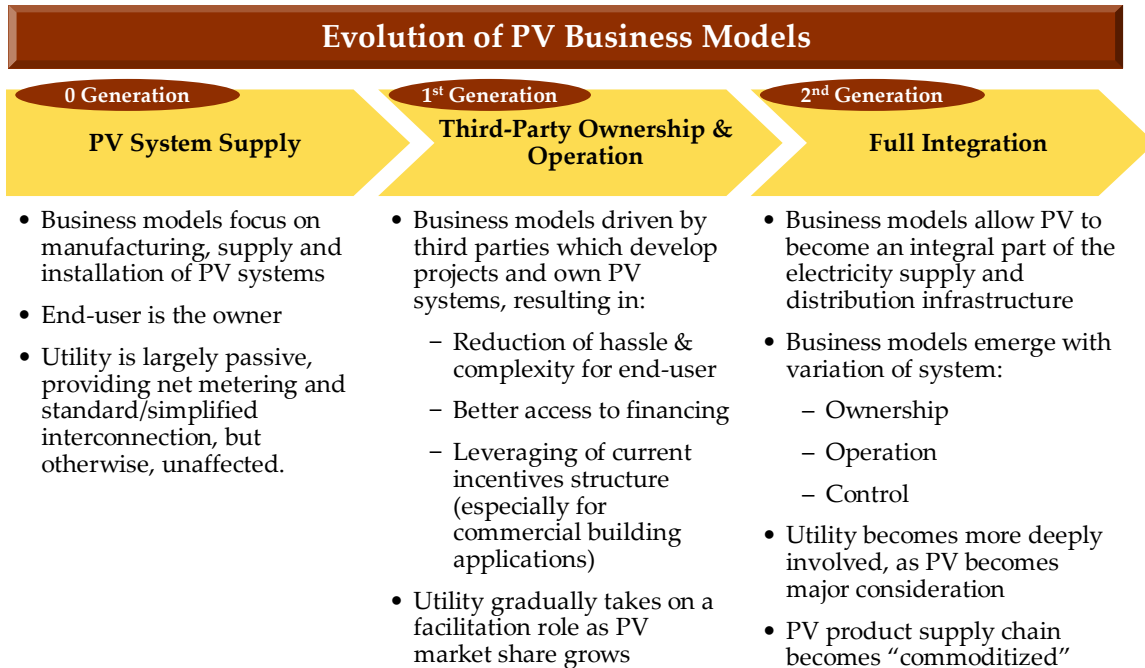 Evolution of PV Business Models
0 Generation
PV System Supply
• Business models focus on
manufacturing, supply and
installation of PV systems
• End-user is the owner
• Utility is largely passive,
providing net metering and
standard/simplified
interconnection, but
otherwise, unaffected.
1st Generation
Third-Party Ownership &
Operation
• Business models driven by
third parties which develop
projects and own PV
systems, resulting in:
– Reduction of hassle &
complexity for end-user
– Better access to financing
– Leveraging of current
incentives structure
(especially for
commercial building
applications)
• Utility gradually takes on a
facilitation role as PV
market share grows
2nd Generation
Full Integration
• Business models allow PV to
become an integral part of the
electricity supply and
distribution infrastructure
• Business models emerge with
variation of system:
– Ownership
– Operation
– Control
• Utility becomes more deeply
involved, as PV becomes
major consideration
• PV product supply chain
becomes “commoditized”